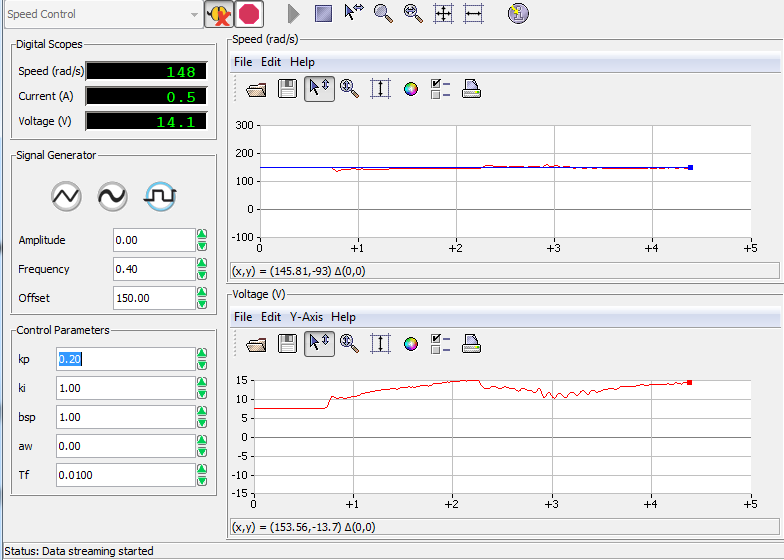 Speed Control
Digital Scopes
Speed (rad/s) 148
Current (A) 0.5
Voltage (V) 14.1
Signal Generator
Amplitude 0.00
Frequency 0.40
Offset 150.00
Control Parameters
kp 0.20
ki 1.00
bsp 1.00
aw 0.00
Tf 0.0100
Speed (rad/s)
File Edit Help
300
200
100
0
-100
0 +1 +2 +3 +4 +5
(x,y) = (145.81,-93) Δ(0,0)
Voltage (V)
File Edit Y-Axis Help
15
10
5
0
-5
-10
-15
0 +1 +2 +3 +4 +5
(x,y) = (153.56,-13.7) Δ(0,0)
Status: Data streaming started